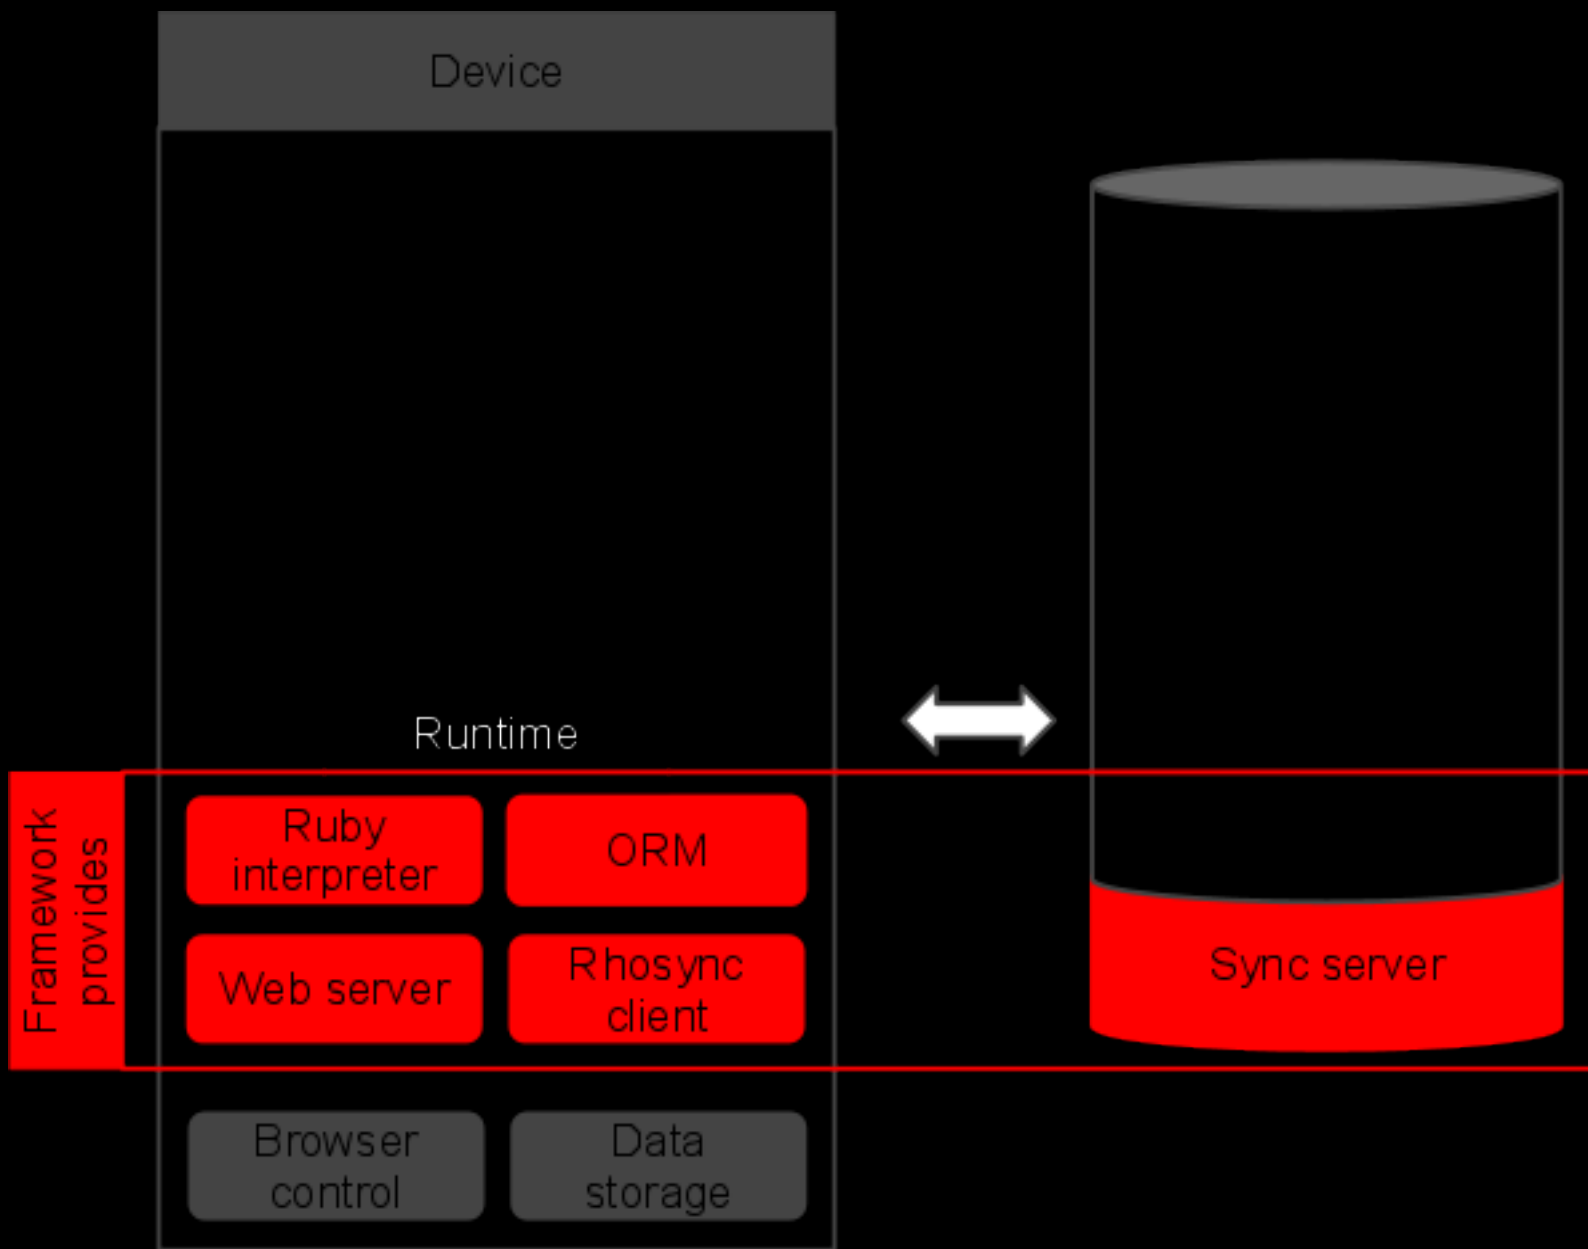 Device
Runtime
Framework
provides
Ruby
interpreter
ORM
Web server
Rhosync
client
Sync server
Browser
control
Data
storage